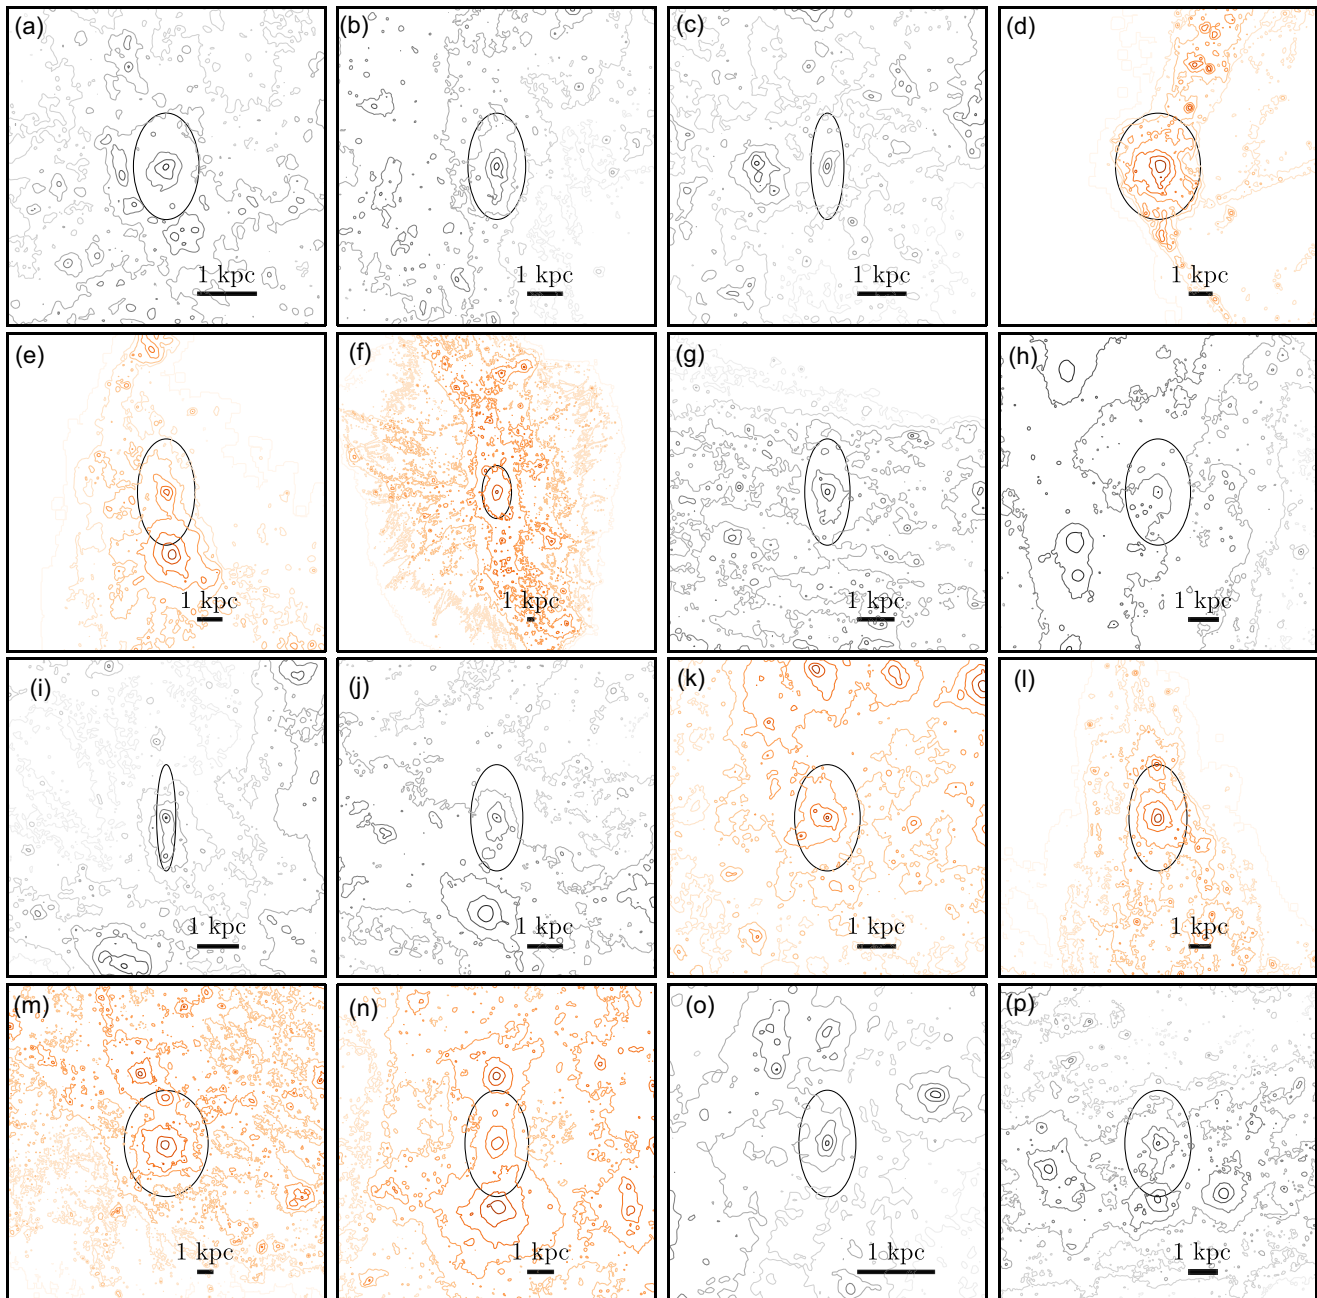 (a) (b) (c) (d)
1 kpc 1 kpc 1 kpc 1 kpc
(e) (f) (g) (h)
1 kpc 1 kpc 1 kpc 1 kpc
(i) (j) (k) (l)
1 kpc 1 kpc 1 kpc 1 kpc
(m) (n) (o) (p)
1 kpc 1 kpc 1 kpc 1 kpc